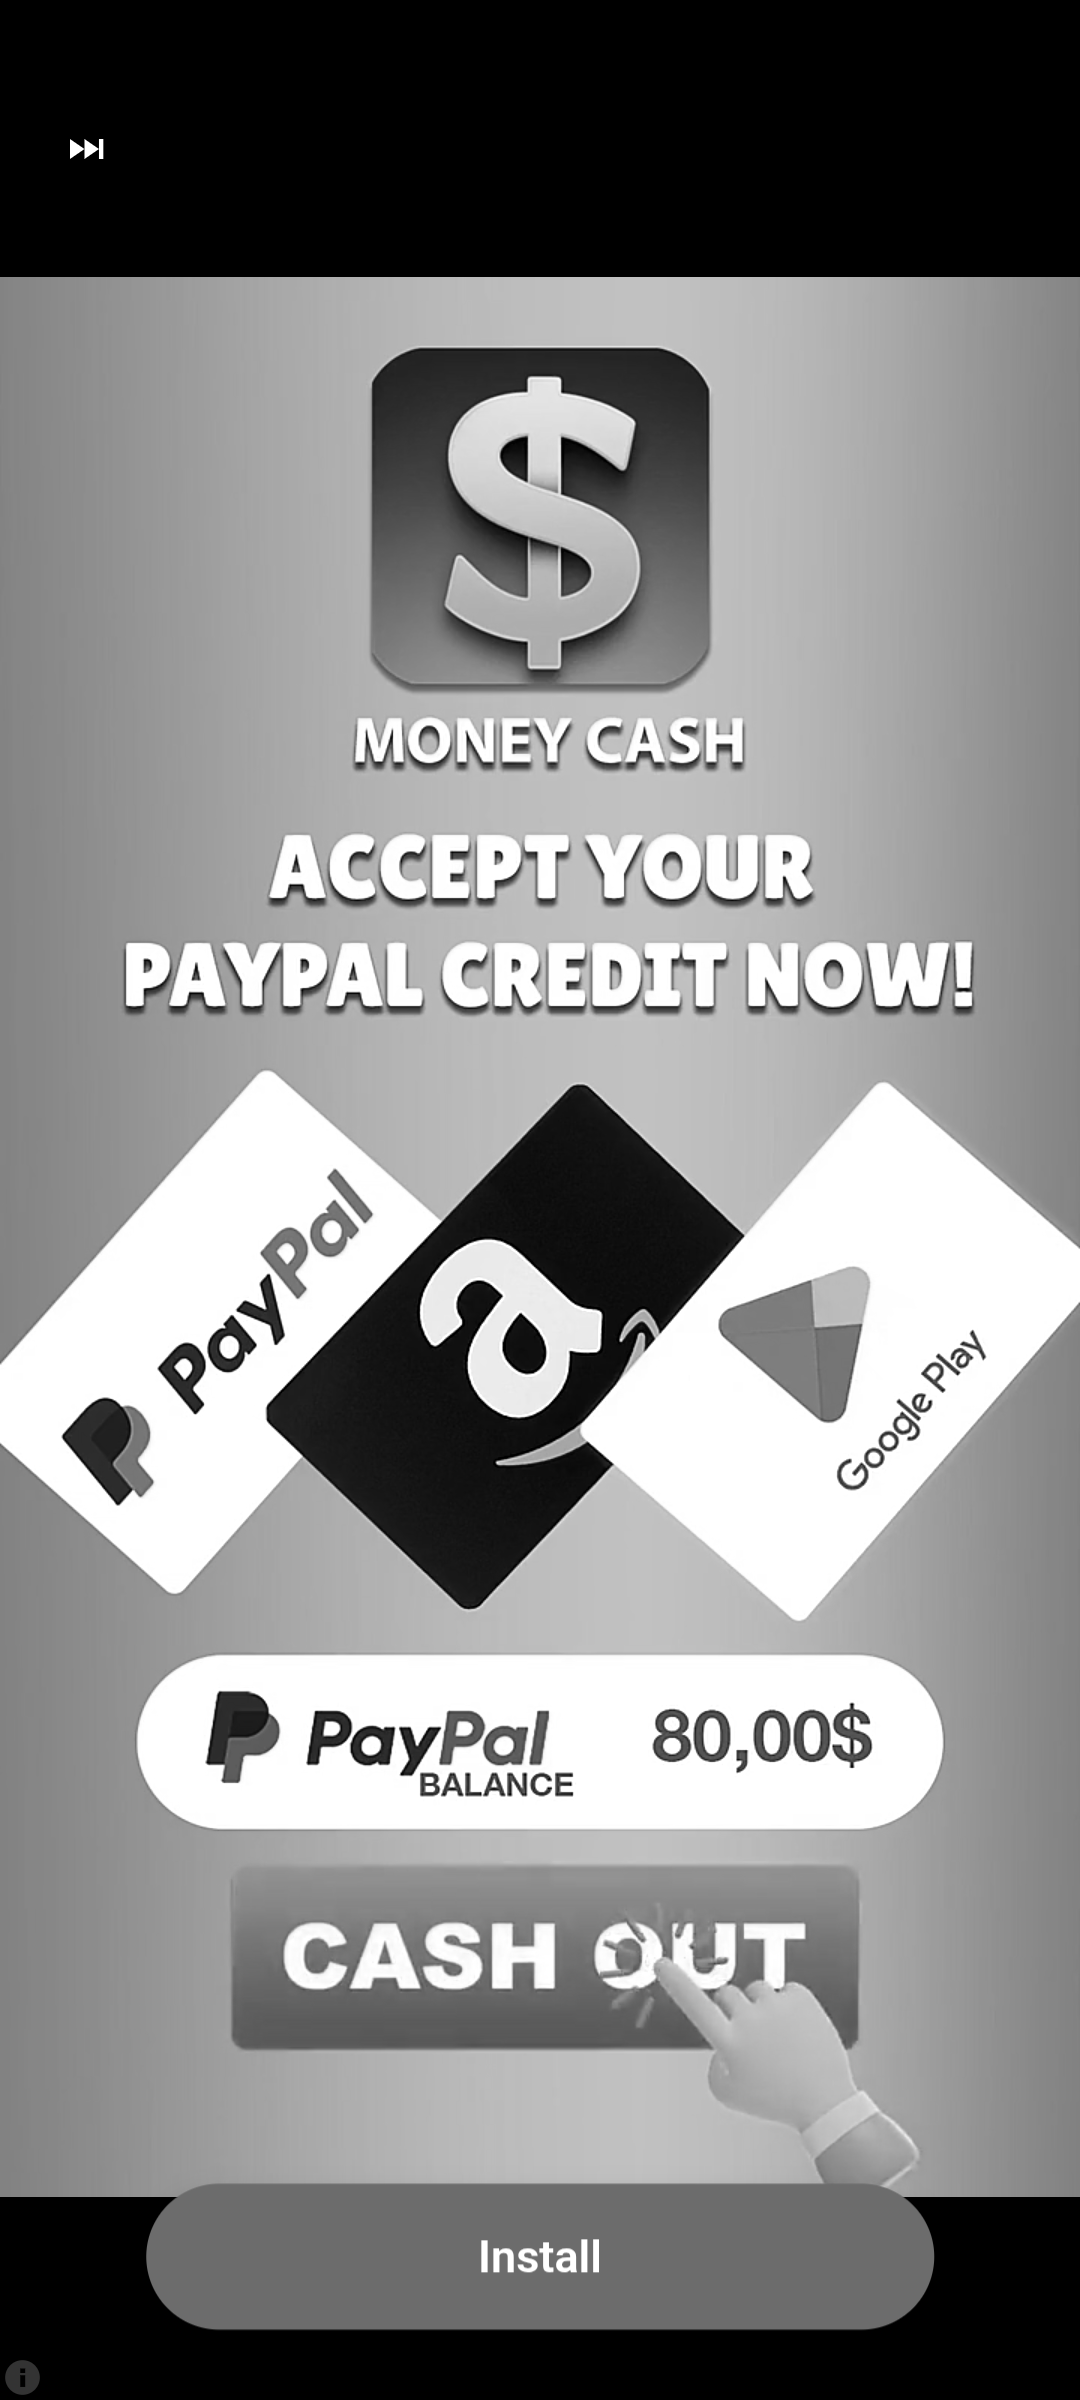 MONEY CASH
ACCEPT YOUR
PAYPAL CREDIT NOW!
PayPal
a
Google Play
PayPal
BALANCE
80,00$
CASH OUT
Install